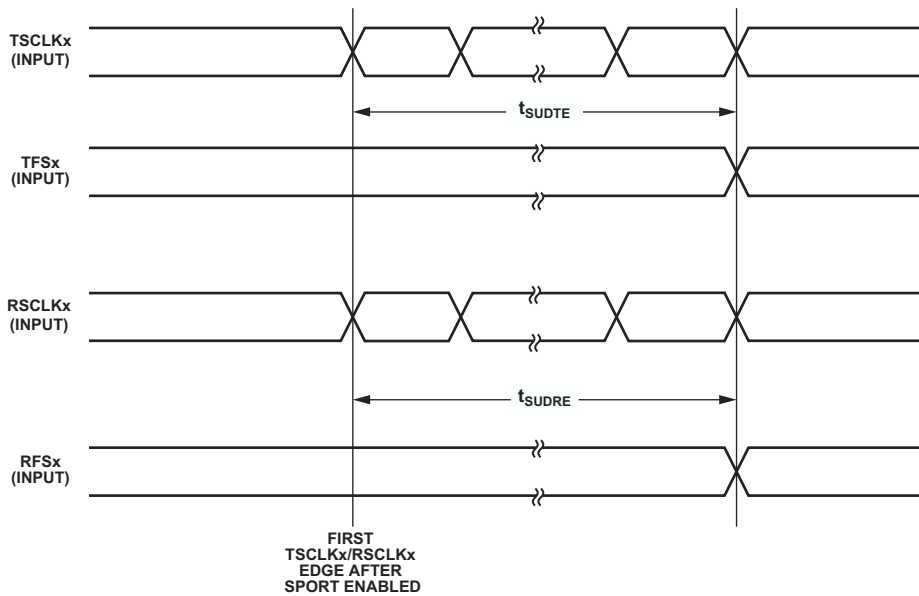 TSCLKx
(INPUT)
tSUDTE
TFSx
(INPUT)
RSCLKx
(INPUT)
tSUDRE
RFSx
(INPUT)
FIRST
TSCLKx/RSCLKx
EDGE AFTER
SPORT ENABLED